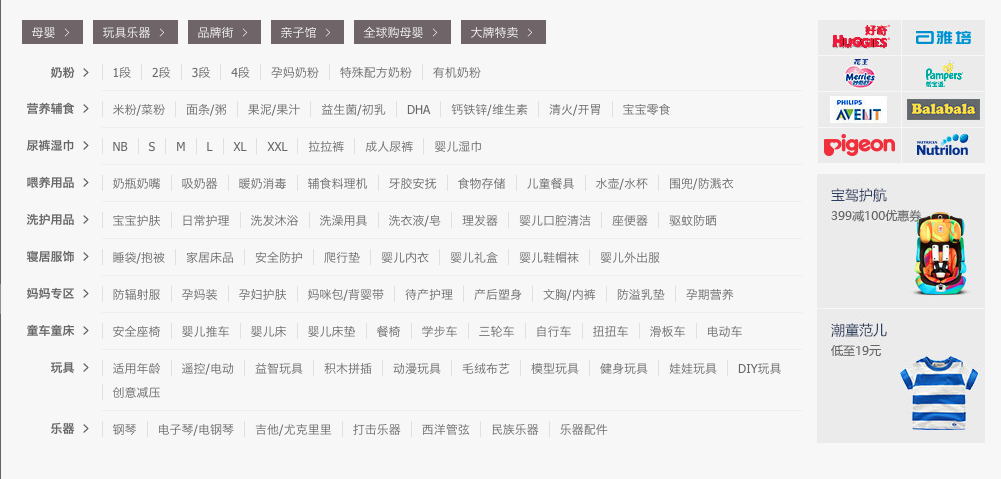 母婴 > 玩具乐器 > 品牌街 > 亲子馆 > 全球购母婴 > 大牌特卖 >
奶粉 > 1段 2段 3段 4段 孕妈奶粉 特殊配方奶粉 有机奶粉
营养辅食 > 米粉/菜粉 面条/粥 果泥/果汁 益生菌/初乳 DHA 钙铁锌/维生素 清火/开胃 宝宝零食
尿裤湿巾 > NB S M L XL XXL 拉拉裤 成人尿裤 婴儿湿巾
喂养用品 > 奶瓶奶嘴 吸奶器 暖奶消毒 辅食料理机 牙胶安抚 食物存储 儿童餐具 水壶/水杯 围兜/防溅衣
洗护用品 > 宝宝护肤 日常护理 洗发沐浴 洗澡用具 洗衣液/皂 理发器 婴儿口腔清洁 座便器 驱蚊防晒
寝居服饰 > 睡袋/抱被 家居床品 安全防护 爬行垫 婴儿内衣 婴儿礼盒 婴儿鞋帽袜 婴儿外出服
妈妈专区 > 防辐射服 孕妈装 孕妇护肤 妈咪包/背婴带 待产护理 产后塑身 文胸/内裤 防溢乳垫 孕期营养
童车童床 > 安全座椅 婴儿推车 婴儿床 婴儿床垫 餐椅 学步车 三轮车 自行车 扭扭车 滑板车 电动车
玩具 > 适用年龄 遥控/电动 益智玩具 积木拼插 动漫玩具 毛绒布艺 模型玩具 健身玩具 娃娃玩具 DIY玩具
创意减压
乐器 > 钢琴 电子琴/电钢琴 吉他/尤克里里 打击乐器 西洋管弦 民族乐器 乐器配件
好奇
HUGGIES
雅培
花王
Merries
Pampers
帮宝适
PHILIPS
AVENT
Balabala
Pigeon
NUTRICIA
Nutrilon
宝驾护航
399减100优惠券
潮童范儿
低至19元